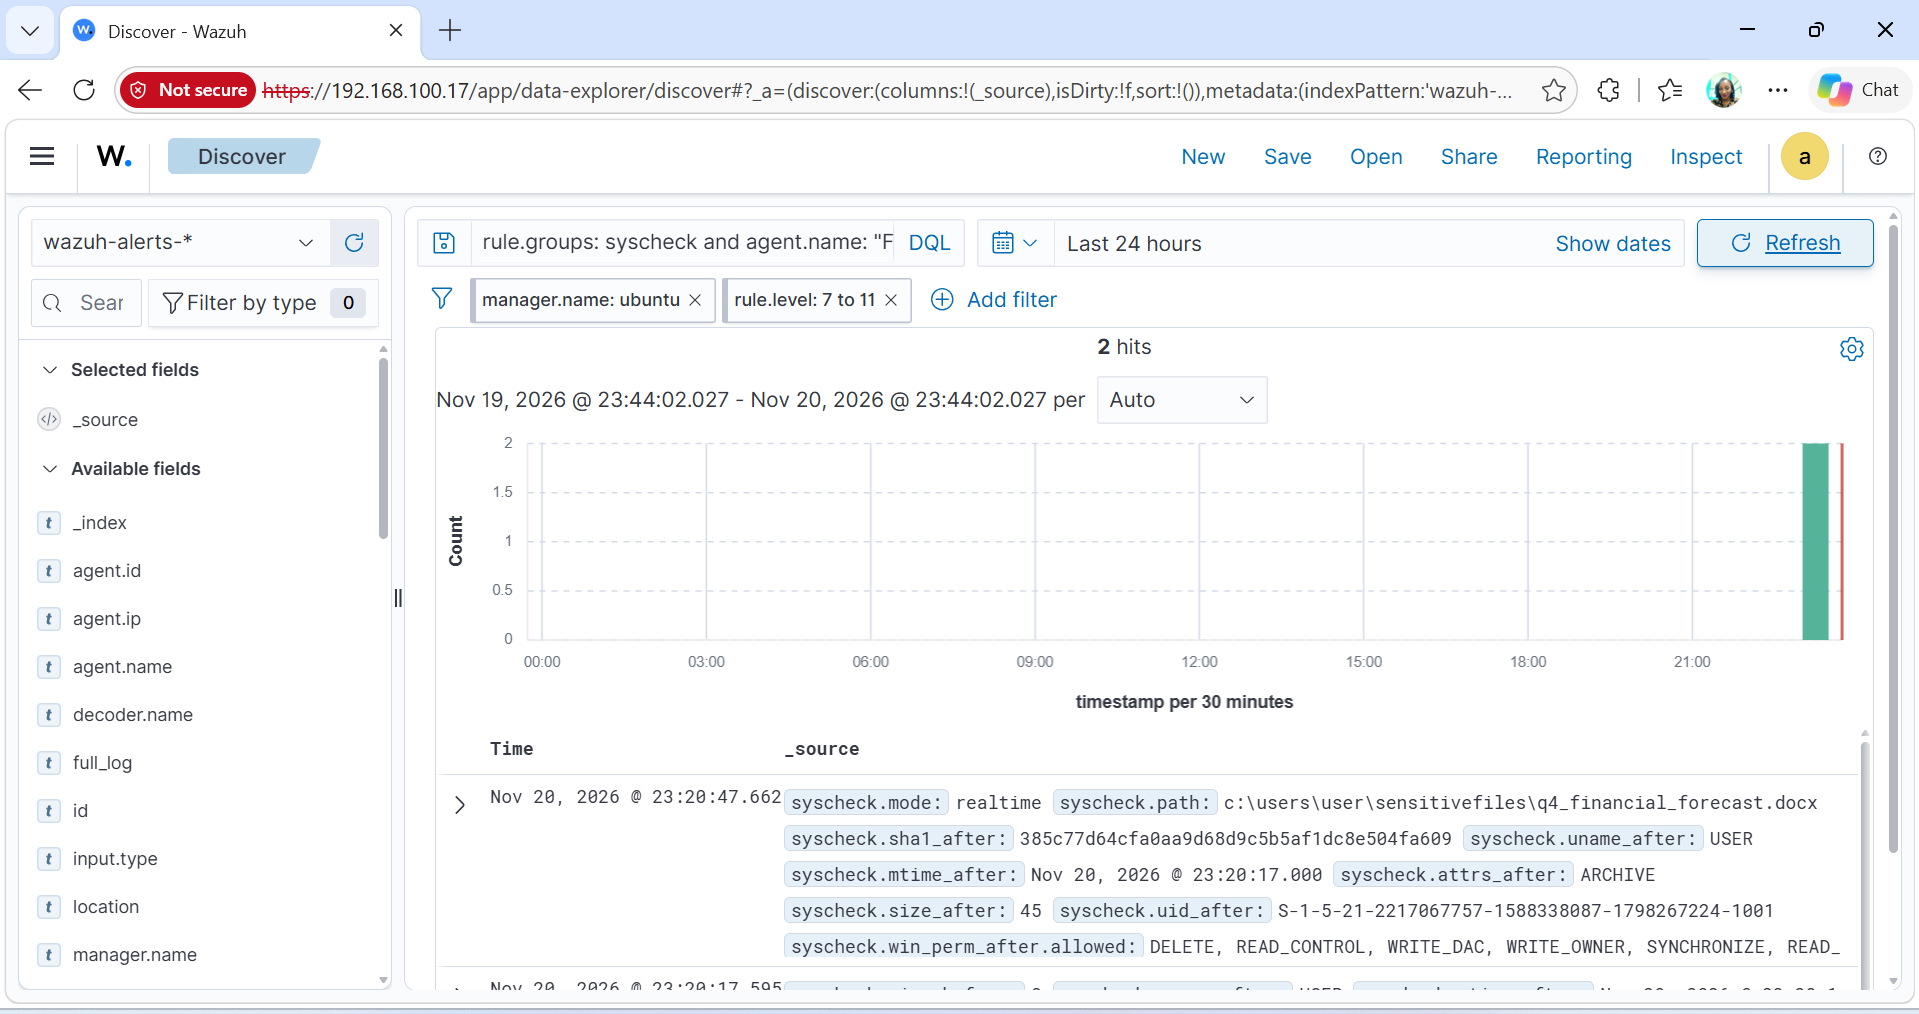 Discover - Wazuh
Not secure https://192.168.100.17/app/data-explorer/discover#?_a=(discover:(columns:!(_source),isDirty:!f,sort:!()),metadata:(indexPattern:'wazuh-... Chat
W. Discover New Save Open Share Reporting Inspect a
wazuh-alerts-*
Sear Filter by type 0
Selected fields
_source
Available fields
t _index
t agent.id
t agent.ip
t agent.name
t decoder.name
t full_log
t id
t input.type
t location
t manager.name
rule.groups: syscheck and agent.name: "F DQL Last 24 hours Show dates Refresh
manager.name: ubuntu rule.level: 7 to 11 Add filter
2 hits
Nov 19, 2026 @ 23:44:02.027 - Nov 20, 2026 @ 23:44:02.027 per Auto
Count
2
1.5
1
0.5
0
00:00 03:00 06:00 09:00 12:00 15:00 18:00 21:00
timestamp per 30 minutes
Time _source
Nov 20, 2026 @ 23:20:47.662 syscheck.mode: realtime syscheck.path: c:\users\user\sensitivefiles\q4_financial_forecast.docx
syscheck.sha1_after: 385c77d64cfa0aa9d68d9c5b5af1dc8e504fa609 syscheck.uname_after: USER
syscheck.mtime_after: Nov 20, 2026 @ 23:20:17.000 syscheck.attrs_after: ARCHIVE
syscheck.size_after: 45 syscheck.uid_after: S-1-5-21-2217067757-1588338087-1798267224-1001
syscheck.win_perm_after.allowed: DELETE, READ_CONTROL, WRITE_DAC, WRITE_OWNER, SYNCHRONIZE, READ_
Nov 20, 2026 @ 23:20:17.595